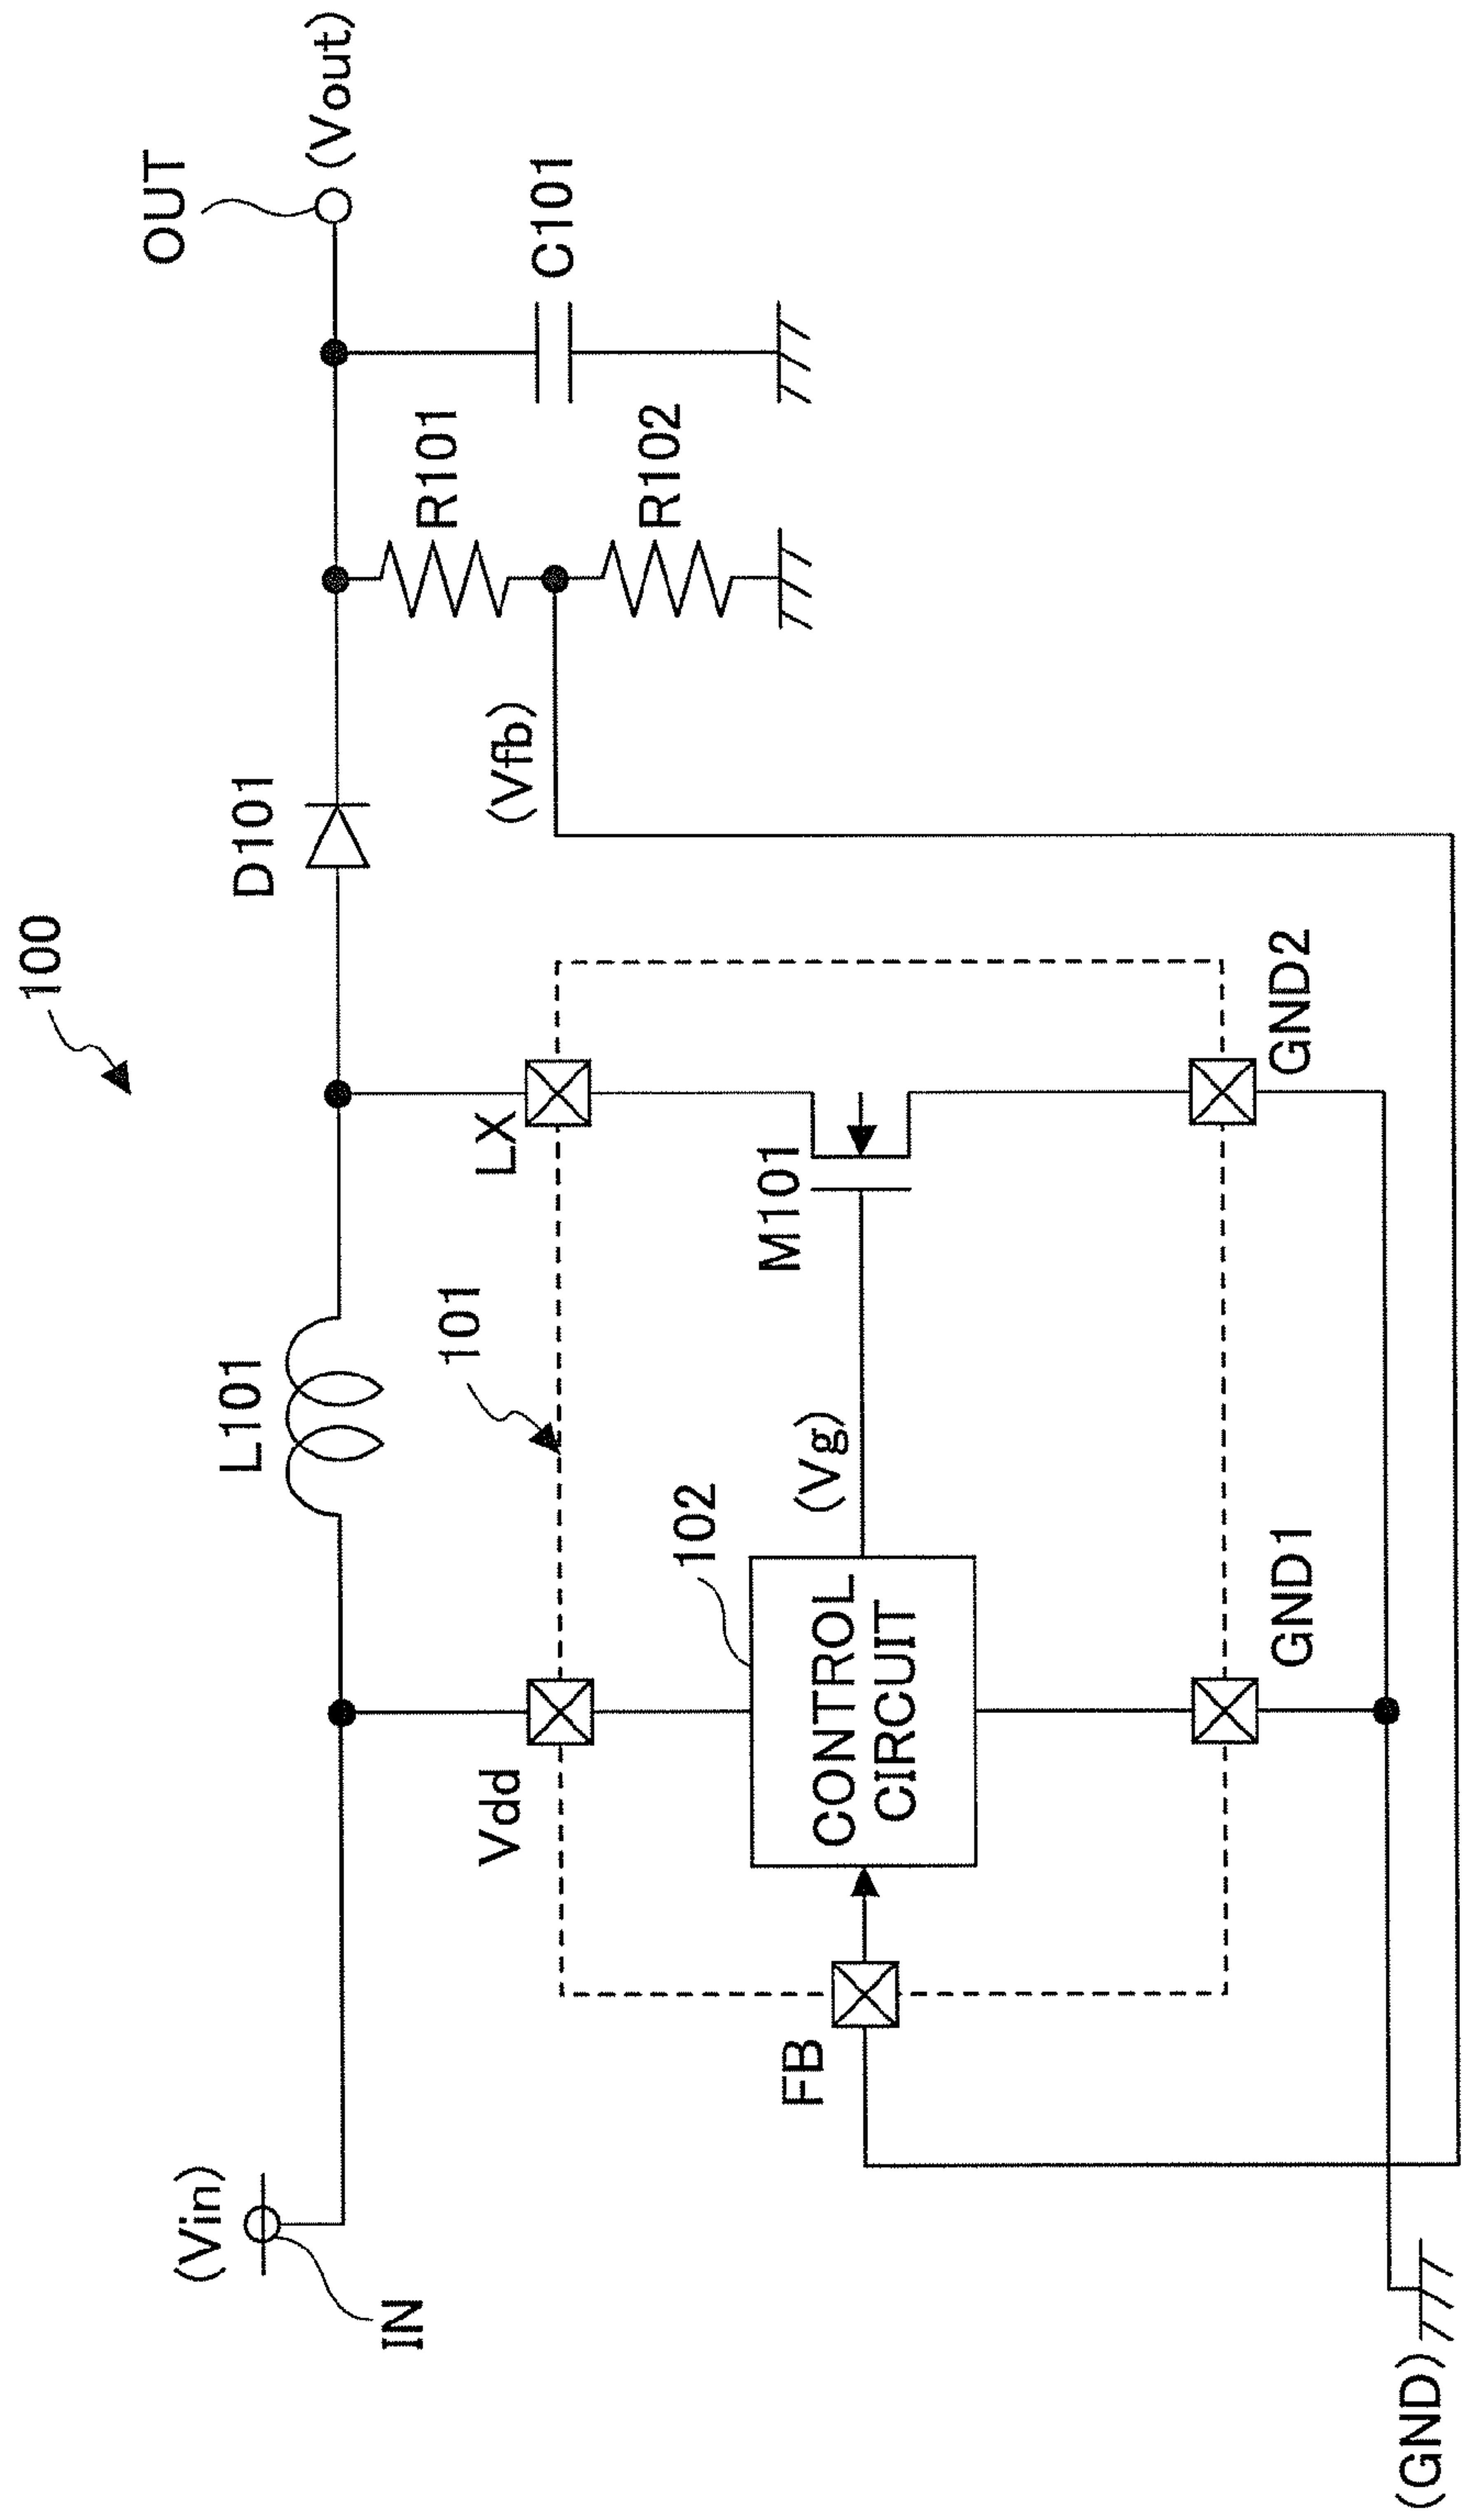 100
(Vin)
IN
L101
D101
OUT
(Vout)
Vdd
101
LX
(Vfb)
R101
R102
C101
FB
102
CONTROL
CIRCUIT
(Vg)
M101
GND1
GND2
(GND)